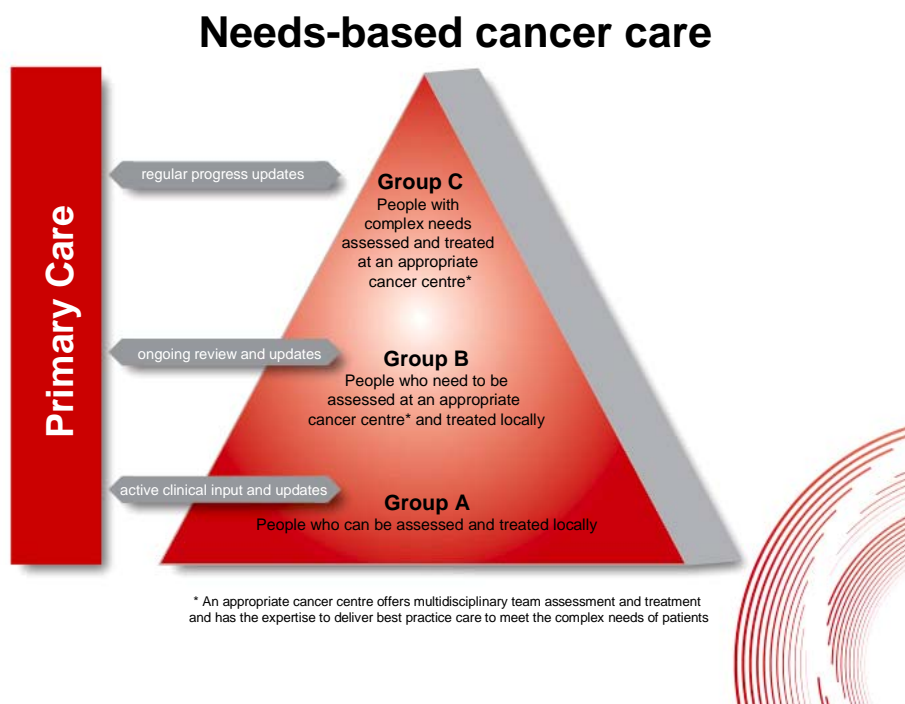 Needs-based cancer care
Primary Care
regular progress updates
Group C
People with
complex needs
assessed and treated
at an appropriate
cancer centre*
ongoing review and updates
Group B
People who need to be
assessed at an appropriate
cancer centre* and treated locally
active clinical input and updates
Group A
People who can be assessed and treated locally
* An appropriate cancer centre offers multidisciplinary team assessment and treatment
and has the expertise to deliver best practice care to meet the complex needs of patients